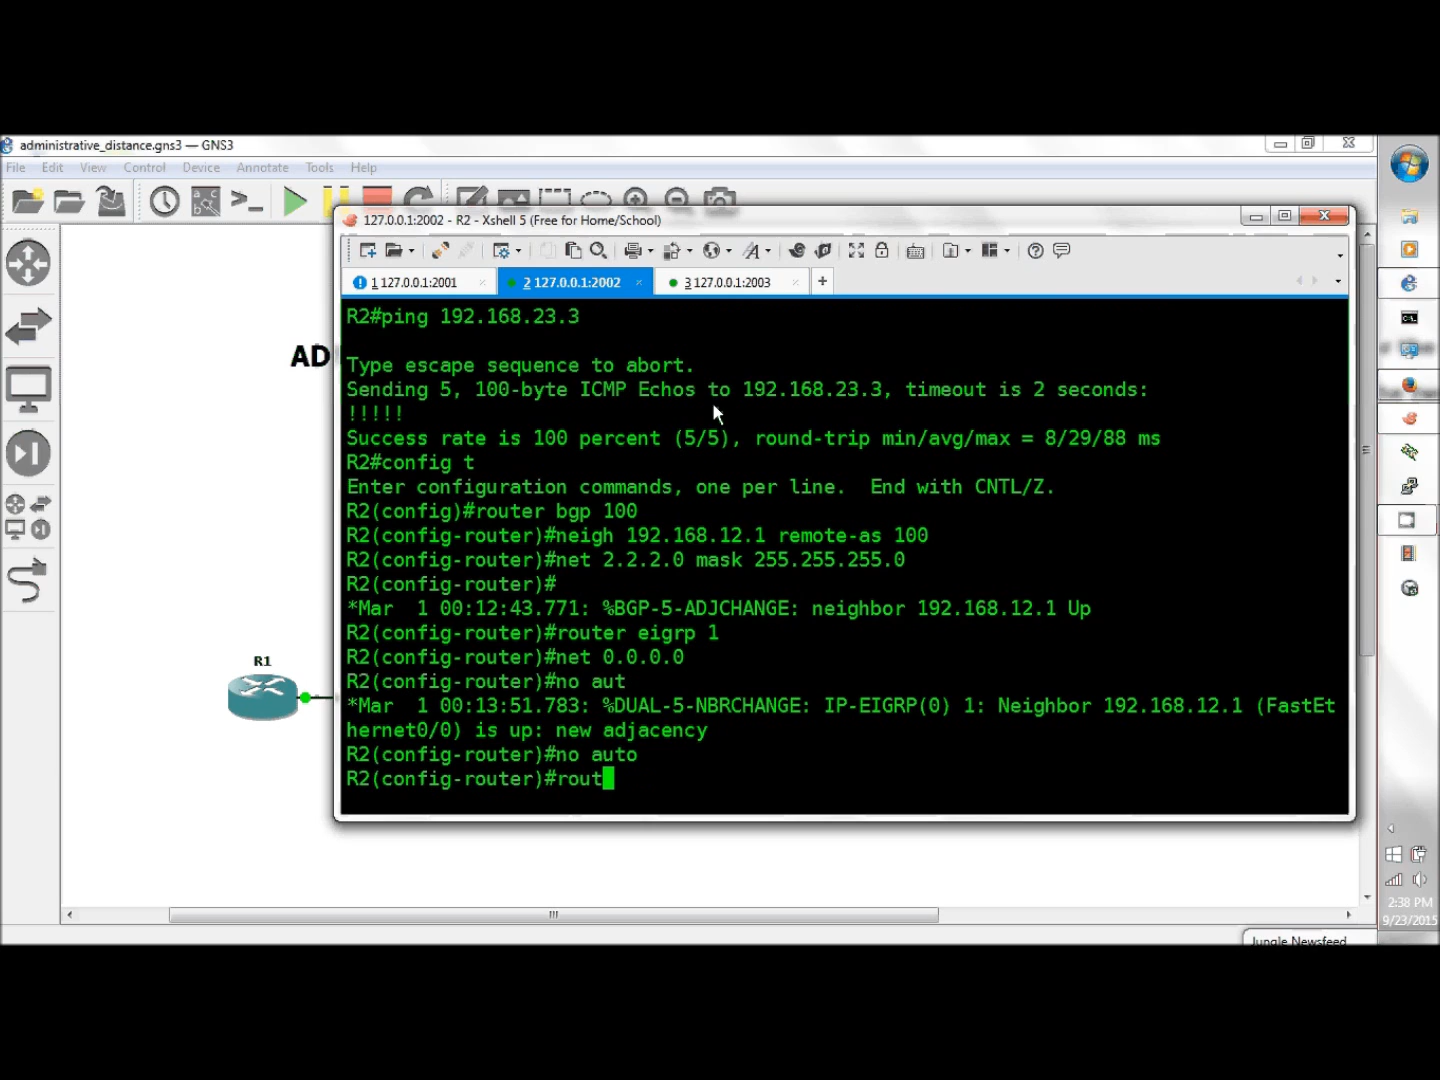 administrative_distance.gns3 — GNS3
File Edit View Control Device Annotate Tools Help
127.0.0.1:2002 - R2 - Xshell 5 (Free for Home/School)
1 127.0.0.1:2001
2 127.0.0.1:2002
3 127.0.0.1:2003
AD
R1
R2#ping 192.168.23.3
Type escape sequence to abort.
Sending 5, 100-byte ICMP Echos to 192.168.23.3, timeout is 2 seconds:
!!!!!
Success rate is 100 percent (5/5), round-trip min/avg/max = 8/29/88 ms
R2#config t
Enter configuration commands, one per line.  End with CNTL/Z.
R2(config)#router bgp 100
R2(config-router)#neigh 192.168.12.1 remote-as 100
R2(config-router)#net 2.2.2.0 mask 255.255.255.0
R2(config-router)#
*Mar  1 00:12:43.771: %BGP-5-ADJCHANGE: neighbor 192.168.12.1 Up
R2(config-router)#router eigrp 1
R2(config-router)#net 0.0.0.0
R2(config-router)#no aut
*Mar  1 00:13:51.783: %DUAL-5-NBRCHANGE: IP-EIGRP(0) 1: Neighbor 192.168.12.1 (FastEt
hernet0/0) is up: new adjacency
R2(config-router)#no auto
R2(config-router)#rout
2:38 PM
9/23/2015
Jungle Newsfeed